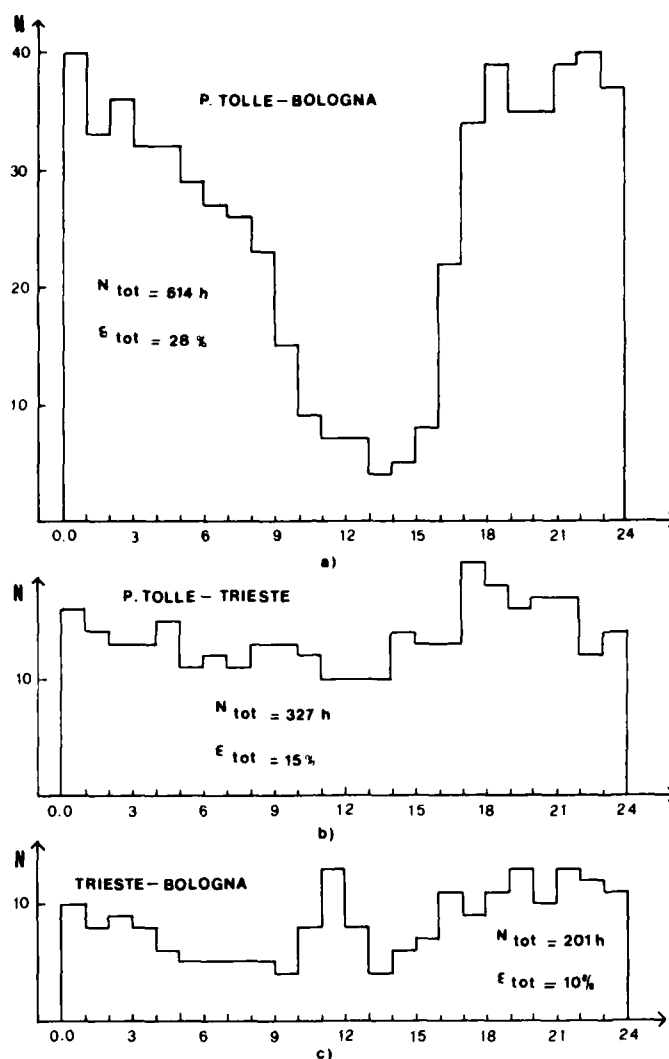 N
40
P. TOLLE – BOLOGNA
30
N tot = 614 h
20
ε tot = 28 %
10
0.0 3 6 9 12 15 18 21 24
a)
N
P. TOLLE – TRIESTE
10
N tot = 327 h
E tot = 15%
0.0 3 6 9 12 15 18 21 24
b)
N
TRIESTE – BOLOGNA
10
N tot = 201 h
ε tot = 10%
0.0 3 6 9 12 15 18 21 24
c)